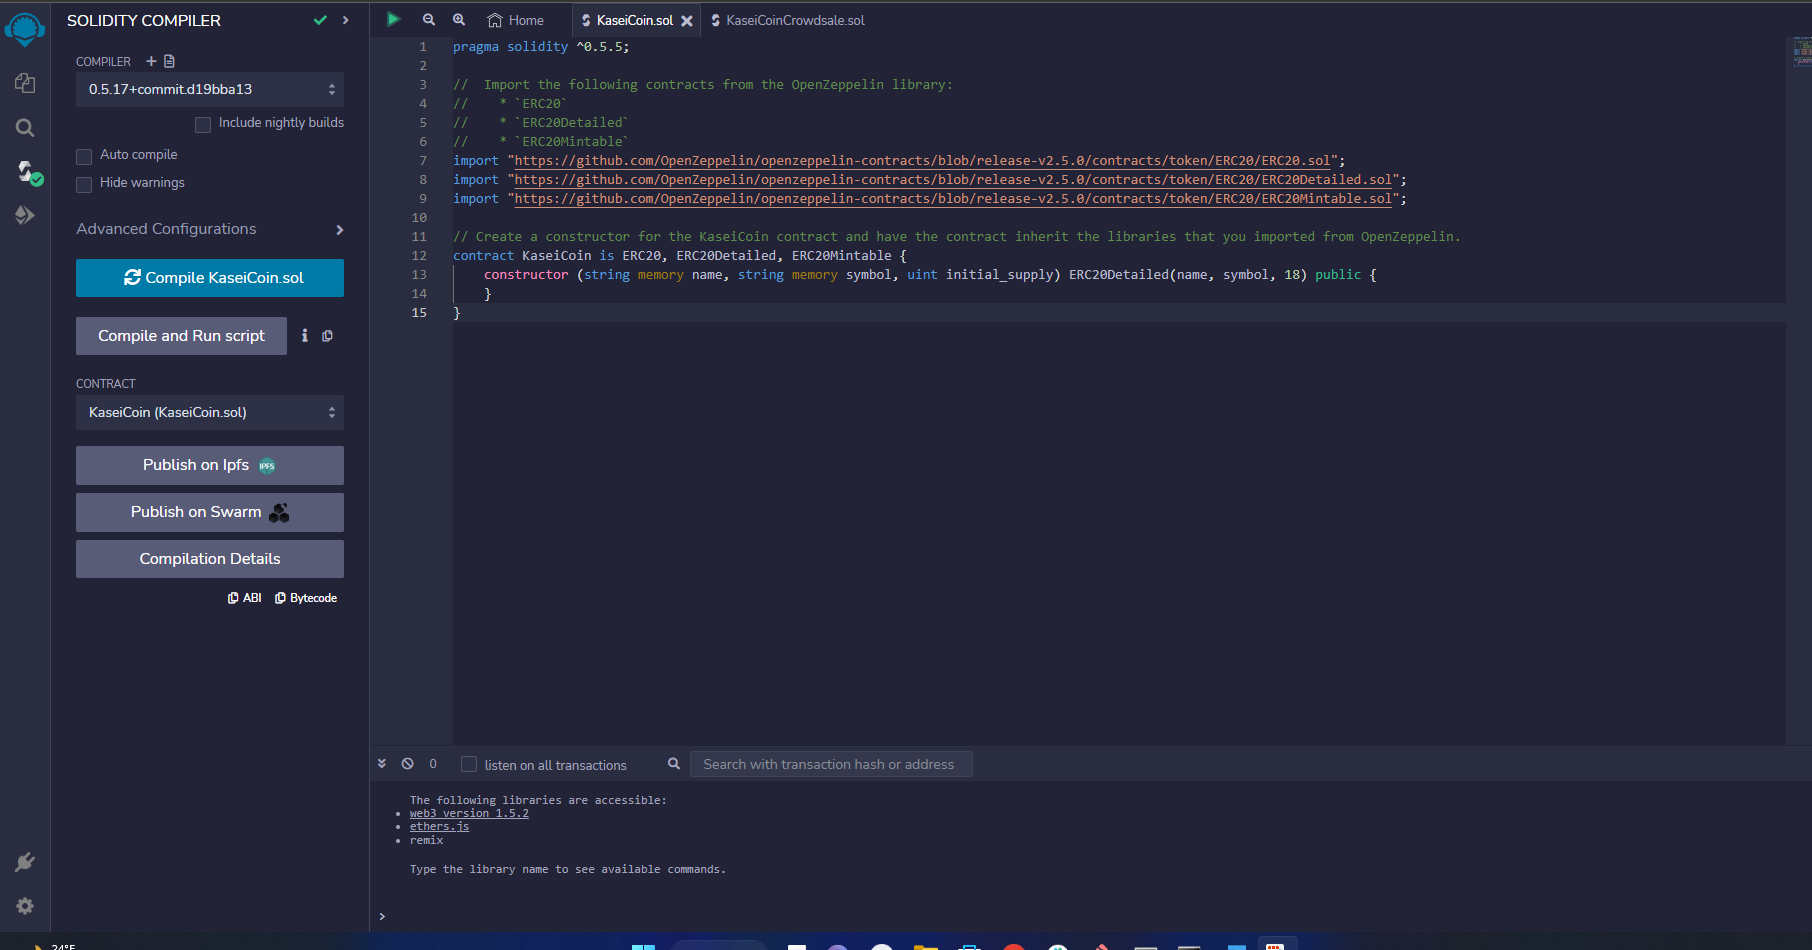 SOLIDITY COMPILER
COMPILER
0.5.17+commit.d19bba13
Include nightly builds
Auto compile
Hide warnings
Advanced Configurations
Compile KaseiCoin.sol
Compile and Run script
CONTRACT
KaseiCoin (KaseiCoin.sol)
Publish on Ipfs
IPFS
Publish on Swarm
Compilation Details
ABI
Bytecode
Home
KaseiCoin.sol
KaseiCoinCrowdsale.sol
1 pragma solidity ^0.5.5;
2
3 //  Import the following contracts from the OpenZeppelin library:
4 //    * `ERC20`
5 //    * `ERC20Detailed`
6 //    * `ERC20Mintable`
7 import "https://github.com/OpenZeppelin/openzeppelin-contracts/blob/release-v2.5.0/contracts/token/ERC20/ERC20.sol";
8 import "https://github.com/OpenZeppelin/openzeppelin-contracts/blob/release-v2.5.0/contracts/token/ERC20/ERC20Detailed.sol";
9 import "https://github.com/OpenZeppelin/openzeppelin-contracts/blob/release-v2.5.0/contracts/token/ERC20/ERC20Mintable.sol";
10
11 // Create a constructor for the KaseiCoin contract and have the contract inherit the libraries that you imported from OpenZeppelin.
12 contract KaseiCoin is ERC20, ERC20Detailed, ERC20Mintable {
13     constructor (string memory name, string memory symbol, uint initial_supply) ERC20Detailed(name, symbol, 18) public {
14     }
15 }
0
listen on all transactions
Search with transaction hash or address
The following libraries are accessible:
• web3 version 1.5.2
• ethers.js
• remix
Type the library name to see available commands.
>
24°F